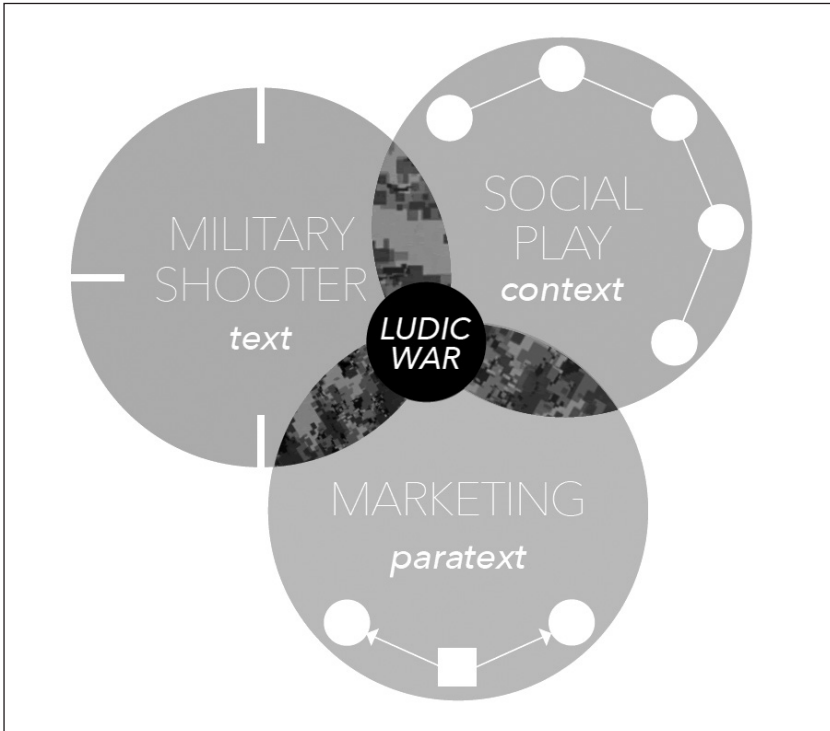 MILITARY
SHOOTER
text
SOCIAL
PLAY
context
LUDIC
WAR
MARKETING
paratext